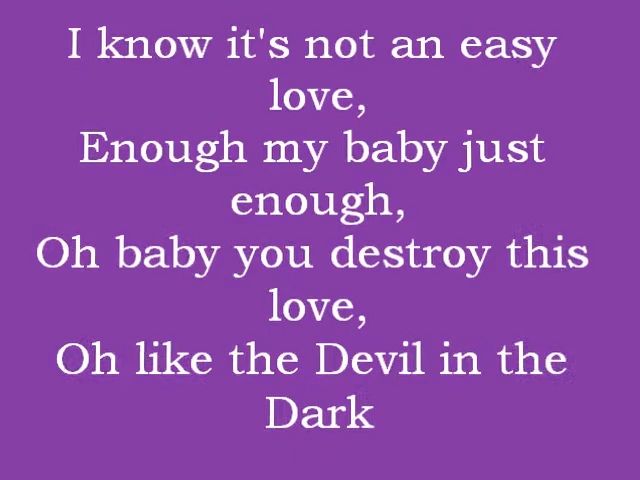 I know it's not an easy
love,
Enough my baby just
enough,
Oh baby you destroy this
love,
Oh like the Devil in the
Dark